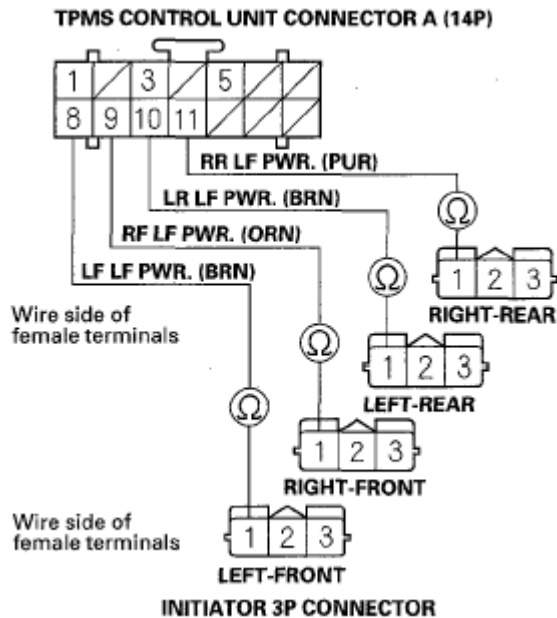 TPMS CONTROL UNIT CONNECTOR A (14P)
1 3 5
8 9 10 11
RR LF PWR. (PUR)
LR LF PWR. (BRN)
RF LF PWR. (ORN)
LF LF PWR. (BRN)
Ω
1 2 3
RIGHT-REAR
Wire side of
female terminals
Ω
1 2 3
LEFT-REAR
Ω
1 2 3
RIGHT-FRONT
Ω
Wire side of
female terminals
1 2 3
LEFT-FRONT
INITIATOR 3P CONNECTOR